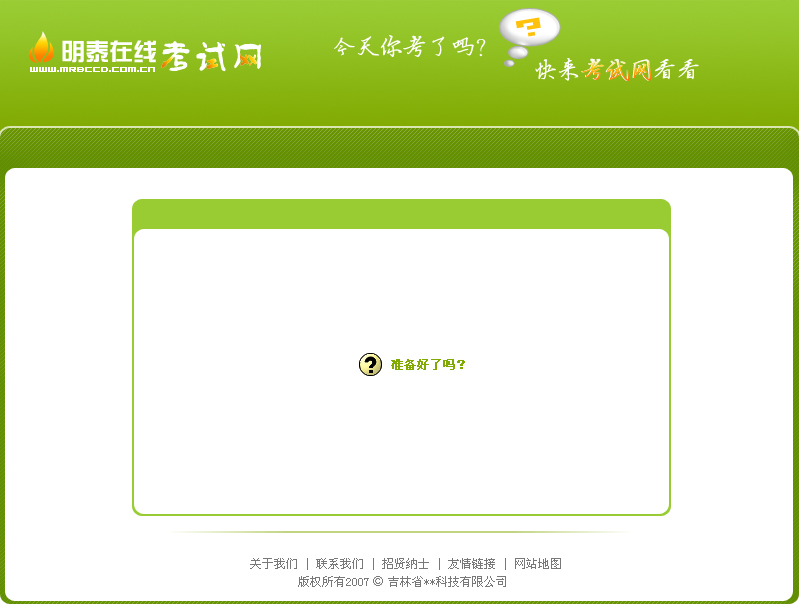 明泰在线考试网
www.mrbccd.com.cn
今天你考了吗？
?
快来考试网看看
准备好了吗？
关于我们 | 联系我们 | 招贤纳士 | 友情链接 | 网站地图
版权所有2007 © 吉林省**科技有限公司